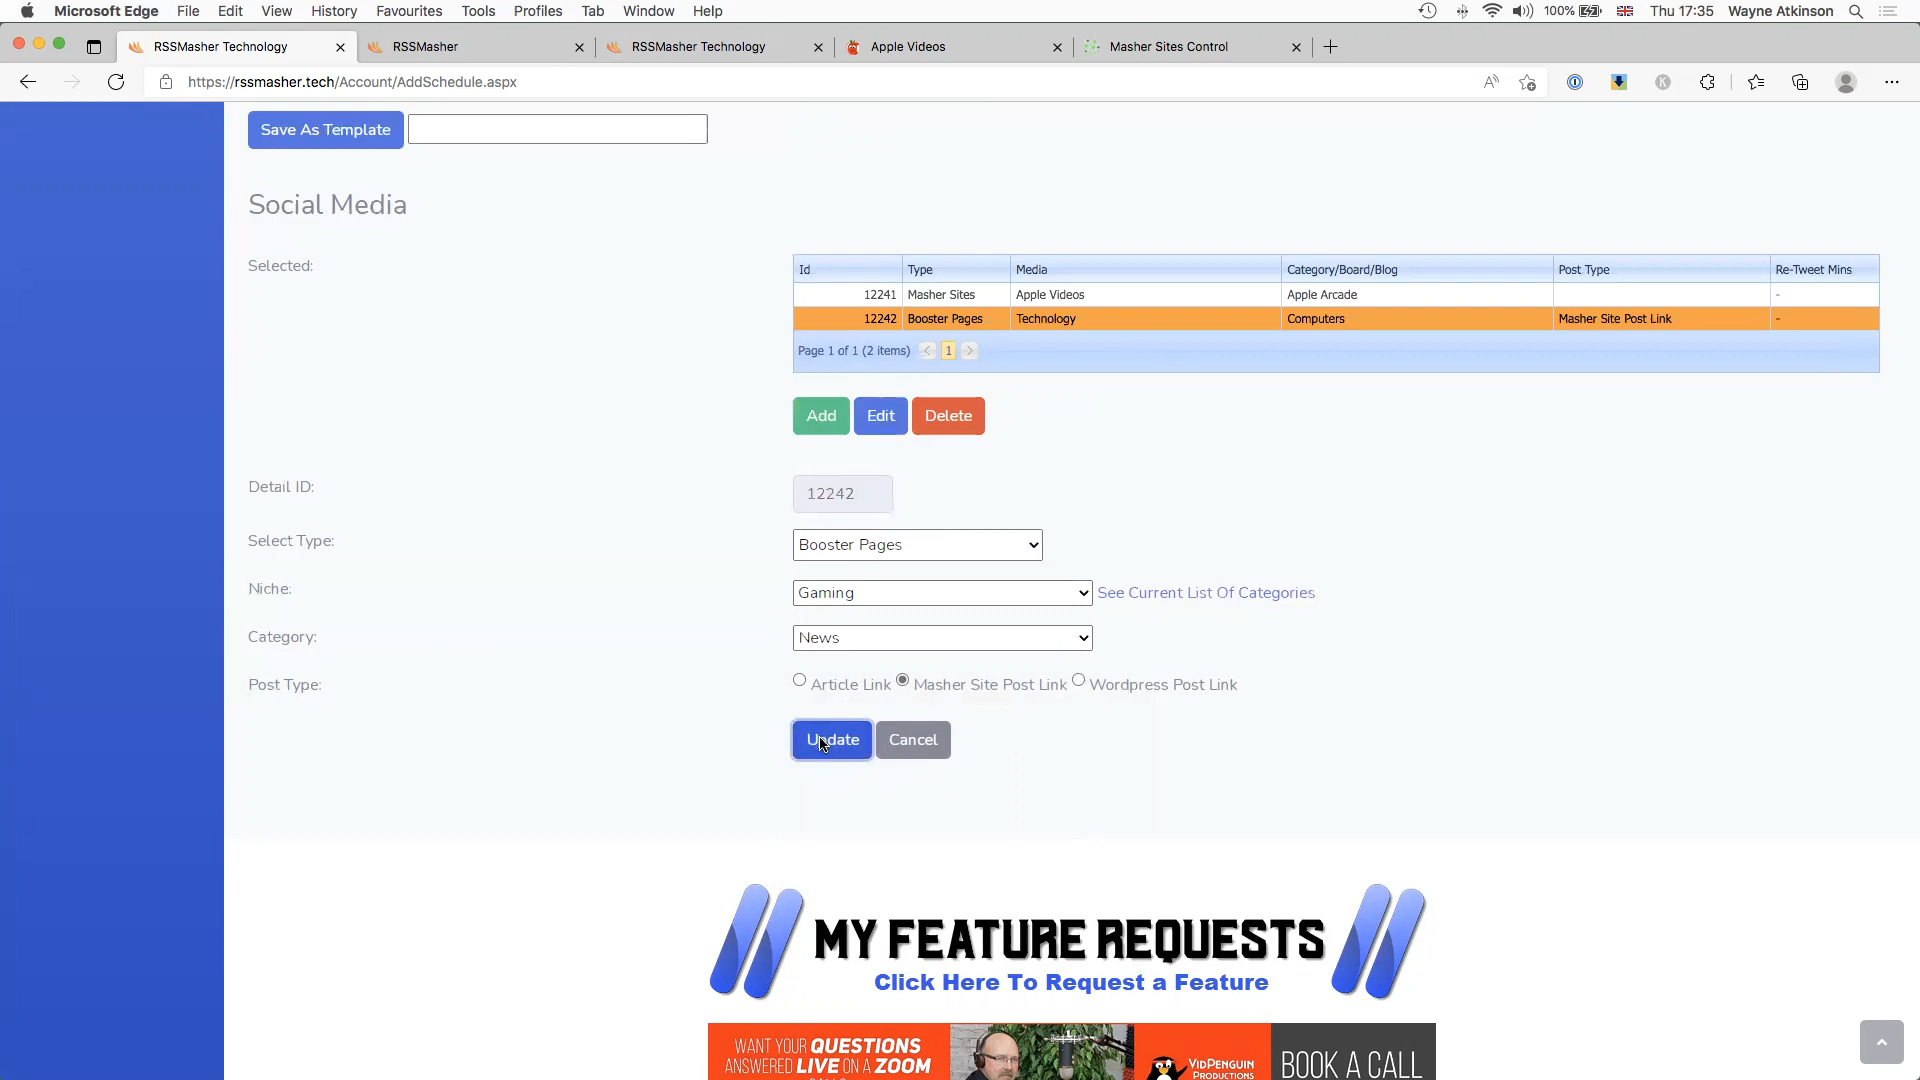 Microsoft Edge File Edit View History Favourites Tools Profiles Tab Window Help 100% Thu 17:35 Wayne Atkinson
RSSMasher Technology RSSMasher RSSMasher Technology Apple Videos Masher Sites Control
https://rssmasher.tech/Account/AddSchedule.aspx
Save As Template
Social Media
Selected:
Id Type Media Category/Board/Blog Post Type Re-Tweet Mins
12241 Masher Sites Apple Videos Apple Arcade -
12242 Booster Pages Technology Computers Masher Site Post Link -
Page 1 of 1 (2 items) < 1 >
Add Edit Delete
Detail ID: 12242
Select Type: Booster Pages
Niche: Gaming See Current List Of Categories
Category: News
Post Type: Article Link Masher Site Post Link Wordpress Post Link
Update Cancel
MY FEATURE REQUESTS
Click Here To Request a Feature
WANT YOUR QUESTIONS
ANSWERED LIVE ON A ZOOM
VIDPENGUIN
PRODUCTIONS
BOOK A CALL